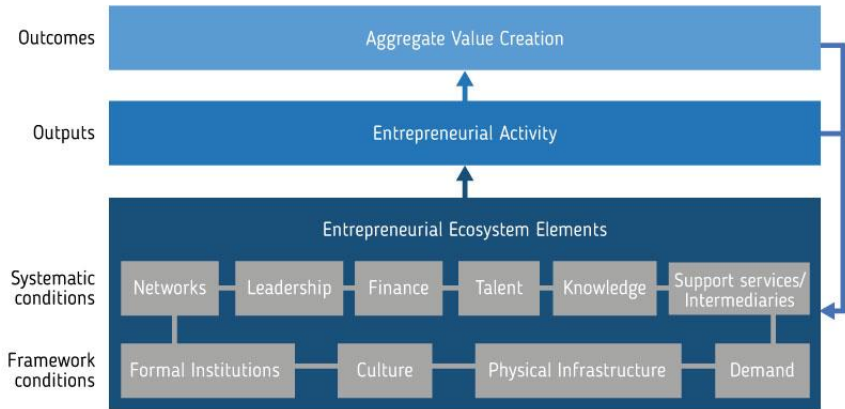 Outcomes
Aggregate Value Creation
Outputs
Entrepreneurial Activity
Entrepreneurial Ecosystem Elements
Systematic
conditions
Networks
Leadership
Finance
Talent
Knowledge
Support services/
Intermediaries
Framework
conditions
Formal Institutions
Culture
Physical Infrastructure
Demand